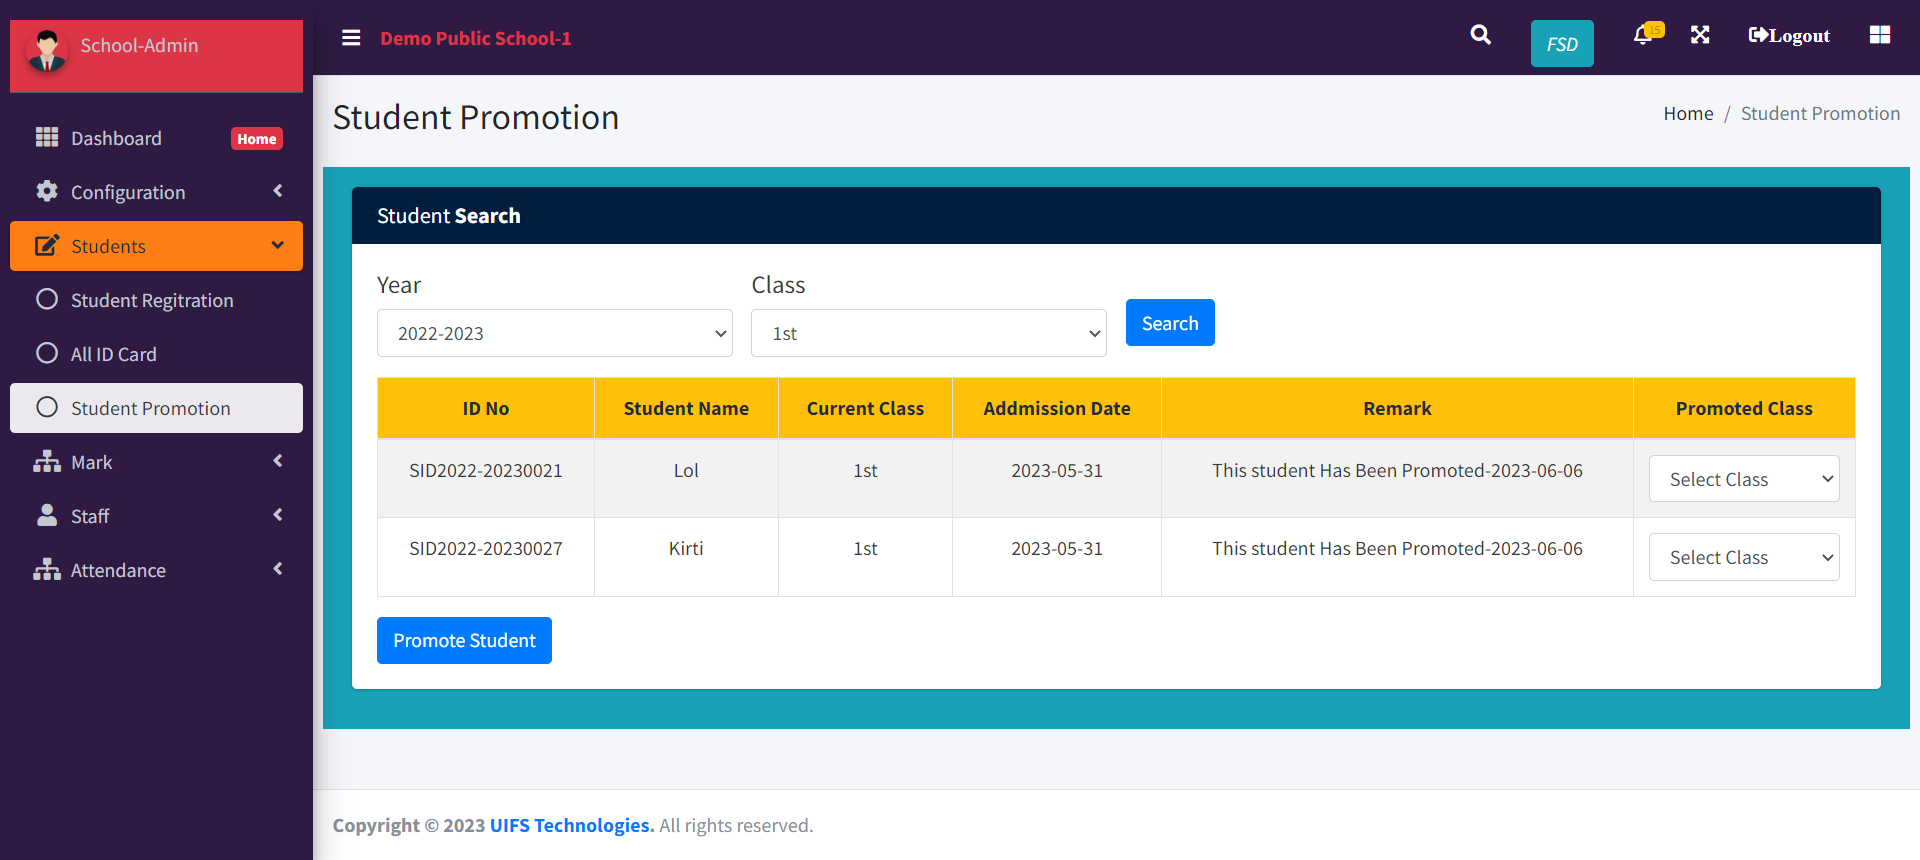 School-Admin
Demo Public School-1
FSD
15
Logout
Dashboard
Home
Configuration
Students
Student Regitration
All ID Card
Student Promotion
Mark
Staff
Attendance
Student Promotion
Home / Student Promotion
Student Search
Year
Class
2022-2023
1st
Search
ID No Student Name Current Class Addmission Date Remark Promoted Class
SID2022-20230021 Lol 1st 2023-05-31 This student Has Been Promoted-2023-06-06 Select Class
SID2022-20230027 Kirti 1st 2023-05-31 This student Has Been Promoted-2023-06-06 Select Class
Promote Student
Copyright © 2023 UIFS Technologies. All rights reserved.